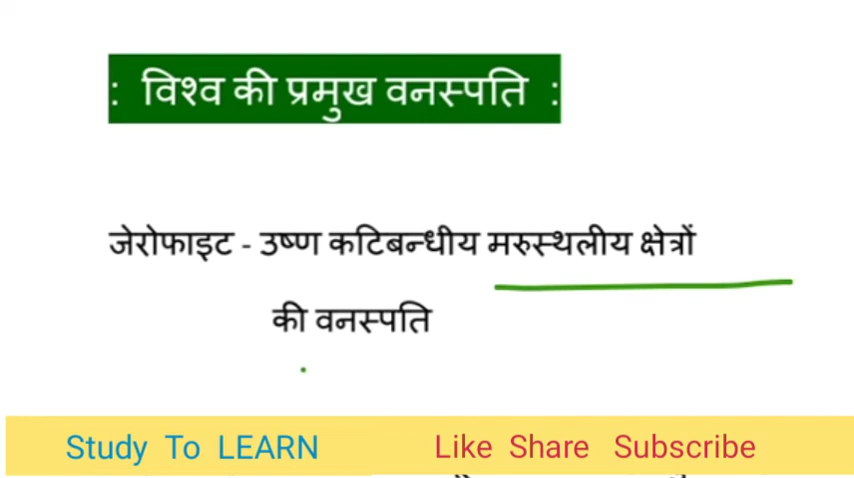 : विश्व की प्रमुख वनस्पति :
जेरोफाइट - उष्ण कटिबन्धीय मरुस्थलीय क्षेत्रों
की वनस्पति
Study To LEARN Like Share Subscribe